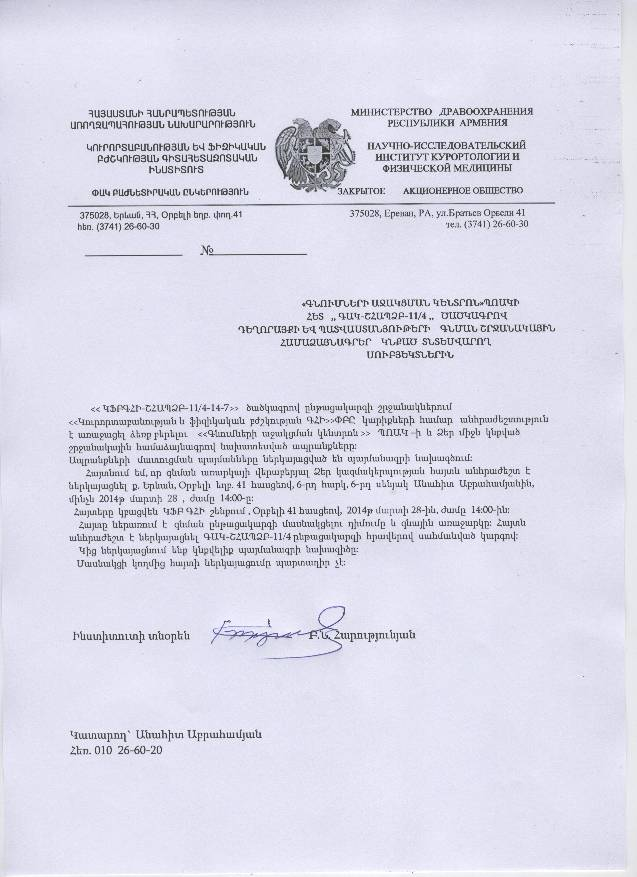 ՀԱՅԱՍՏԱՆԻ ՀԱՆՐԱՊԵՏՈՒԹՅԱՆ
ԱՌՈՂՋԱՊԱՀՈՒԹՅԱՆ ՆԱԽԱՐԱՐՈՒԹՅՈՒՆ
ԿՈՒՐՈՐՏԱԲԱՆՈՒԹՅԱՆ ԵՎ ՖԻԶԻԿԱԿԱՆ
ԲԺՇԿՈՒԹՅԱՆ ԳԻՏԱՀԵՏԱԶՈՏԱԿԱՆ
ԻՆՍՏԻՏՈՒՏ
ՓԱԿ ԲԱԺՆԵՏԻՐԱԿԱՆ ԸՆԿԵՐՈՒԹՅՈՒՆ
375028, Երևան, ՀՀ, Օրբելի եղբ. փող.41
հեռ. (3741) 26-60-30
МИНИСТЕРСТВО ДРАВООХРАНЕНИЯ
РЕСПУБЛИКИ АРМЕНИЯ
НАУЧНО-ИССЛЕДОВАТЕЛЬСКИЙ
ИНСТИТУТ КУРОРТОЛОГИИ И
ФИЗИЧЕСКОЙ МЕДИЦИНЫ
ЗАКРЫТОЕ АКЦИОНЕРНОЕ ОБЩЕСТВО
375028, Ереван, РА, ул.Братьев Орбели 41
тел. (3741) 26-60-30
№
«ԳՆՈՒՄՆԵՐԻ ԱՋԱԿՑՄԱՆ ԿԵՆՏՐՈՆ»ՊՈԱԿԻ
ՀԵՏ ,, ԳԱԿ-ՇՀԱՊՁԲ-11/4 ,, ԾԱԾԿԱԳՐՈՎ
ԴԵՂՈՐԱՅՔԻ ԵՎ ՊԱՏՎԱՍՏԱՆՅՈՒԹԵՐԻ ԳՆՄԱՆ ՇՐՋԱՆԱԿԱՅԻՆ
ՀԱՄԱՁԱՅՆԱԳՐԵՐ ԿՆՔԱԾ ՏՆՏԵՍՎԱՐՈՂ
ՍՈՒԲՅԵԿՏՆԵՐԻՆ
<< ԿՖԲԳՀԻ-ՇՀԱՊՁԲ-11/4-14-7>> ծածկագրով ընթացակարգի շրջանակներում
<<Կուրորտաբանության և ֆիզիկական բժշկության ԳՀԻ>>ՓԲԸ կարիքների համար անհրաժեշտություն
է առաջացել ձեռք բերելու <<Գնումների աջակցման կենտրոն >> ՊՈԱԿ –ի և Ձեր միջև կնքված
շրջանակային համաձայնագրով նախատեսված ապրանքները:
Ապրանքների մատուցման պայմանները ներկայացված են պայմանագրի նախագծում:
Հայտնում եմ, որ գնման առարկայի վերաբերյալ Ձեր կազմակերպության հայտն անհրաժեշտ է
ներկայացնել ք. Երևան, Օրբելի եղբ. 41 հասցեով, 6-րդ հարկ, 6-րդ սենյակ Անահիտ Աբրահամյանին,
մինչև 2014թ մարտի 28 , ժամը 14:00-ը:
Հայտերը կբացվեն ԿՖԲ ԳՀԻ շենքում , Օրբելի 41 հասցեով, 2014թ մարտի 28-ին, ժամը 14:00-ին:
Հայտը ներառում է գնման ընթացակարգի մասնակցելու դիմումը և գնային առաջարկը: Հայտն
անհրաժեշտ է ներկայացնել ԳԱԿ-ՇՀԱՊՁԲ-11/4 ընթացակարգի հրավերով սահմանված կարգով:
Կից ներկայացնում ենք կնքվելիք պայմանագրի նախագիծը:
Մասնակցի կողմից հայտի ներկայացումը պարտադիր չէ:
Ինստիտուտի տնօրեն Բ.Ն. Հարությունյան
Կատարող` Անահիտ Աբրահամյան
Հեռ. 010 26-60-20